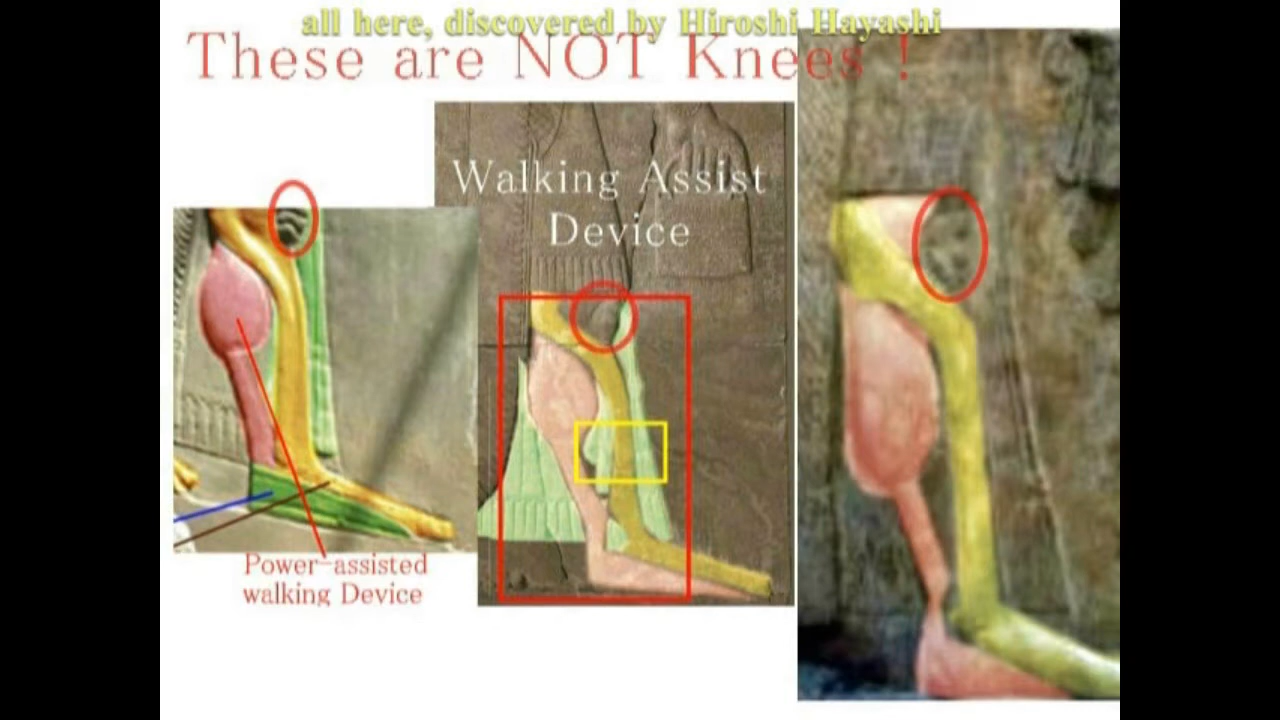 all here, discovered by Hiroshi Hayashi
These are NOT Knees !
Walking Assist
Device
Power-assisted
walking Device